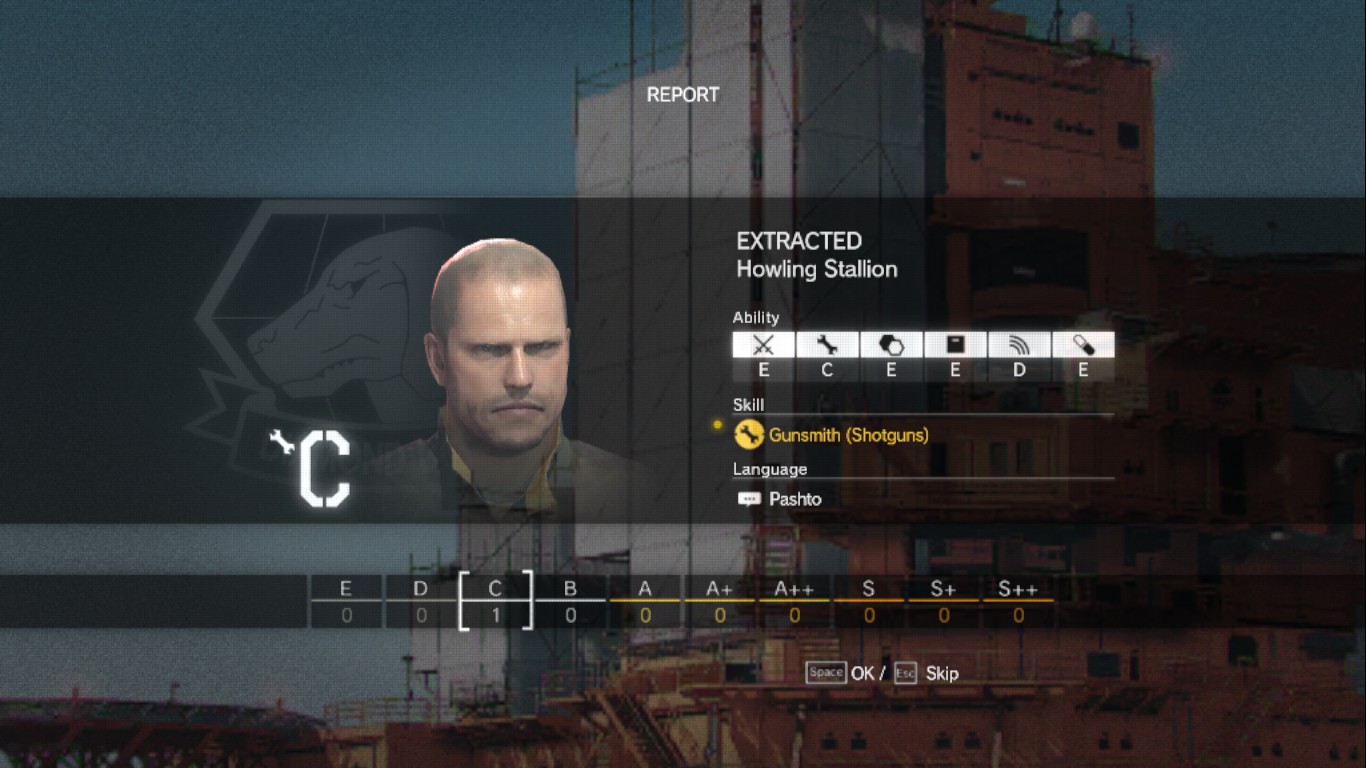 REPORT
EXTRACTED
Howling Stallion
Ability
E C E E D E
Skill
Gunsmith (Shotguns)
Language
Pashto
C
E D C B A A+ A++ S S+ S++
0 0 1 0 0 0 0 0 0 0
Space OK / Esc Skip